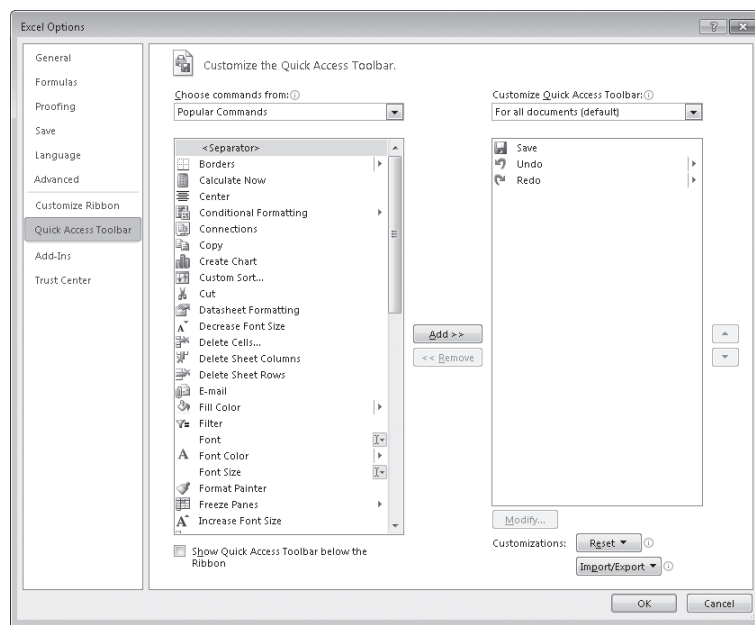 Excel Options
General
Formulas
Proofing
Save
Language
Advanced
Customize Ribbon
Quick Access Toolbar
Add-Ins
Trust Center
Customize the Quick Access Toolbar.
Choose commands from:
Popular Commands
<Separator>
Borders
Calculate Now
Center
Conditional Formatting
Connections
Copy
Create Chart
Custom Sort...
Cut
Datasheet Formatting
Decrease Font Size
Delete Cells...
Delete Sheet Columns
Delete Sheet Rows
E-mail
Fill Color
Filter
Font
Font Color
Font Size
Format Painter
Freeze Panes
Increase Font Size
Show Quick Access Toolbar below the
Ribbon
Add >>
<< Remove
Customize Quick Access Toolbar:
For all documents (default)
Save
Undo
Redo
Modify...
Customizations: Reset
Import/Export
OK Cancel